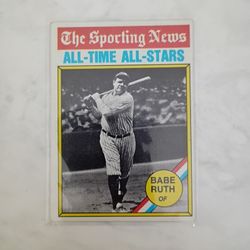 The Sporting News
ALL-TIME ALL-STARS
BABE
RUTH
OF